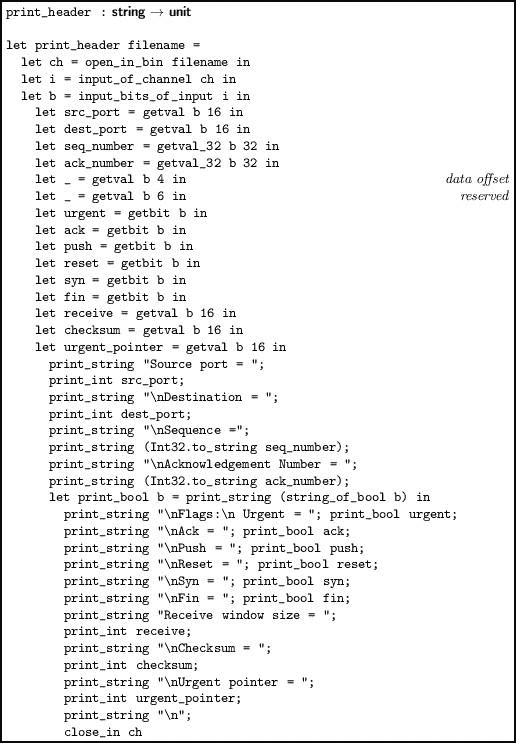 print_header : string → unit
let print_header filename =
let ch = open_in_bin filename in
let i = input_of_channel ch in
let b = input_bits_of_input i in
let src_port = getval b 16 in
let dest_port = getval b 16 in
let seq_number = getval_32 b 32 in
let ack_number = getval_32 b 32 in
let _ = getval b 4 in data offset
let _ = getval b 6 in reserved
let urgent = getbit b in
let ack = getbit b in
let push = getbit b in
let reset = getbit b in
let syn = getbit b in
let fin = getbit b in
let receive = getval b 16 in
let checksum = getval b 16 in
let urgent_pointer = getval b 16 in
print_string "Source port = ";
print_int src_port;
print_string "\nDestination = ";
print_int dest_port;
print_string "\nSequence =";
print_string (Int32.to_string seq_number);
print_string "\nAcknowledgement Number = ";
print_string (Int32.to_string ack_number);
let print_bool b = print_string (string_of_bool b) in
print_string "\nFlags:\n Urgent = "; print_bool urgent;
print_string "\nAck = "; print_bool ack;
print_string "\nPush = "; print_bool push;
print_string "\nReset = "; print_bool reset;
print_string "\nSyn = "; print_bool syn;
print_string "\nFin = "; print_bool fin;
print_string "Receive window size = ";
print_int receive;
print_string "\nChecksum = ";
print_int checksum;
print_string "\nUrgent pointer = ";
print_int urgent_pointer;
print_string "\n";
close_in ch